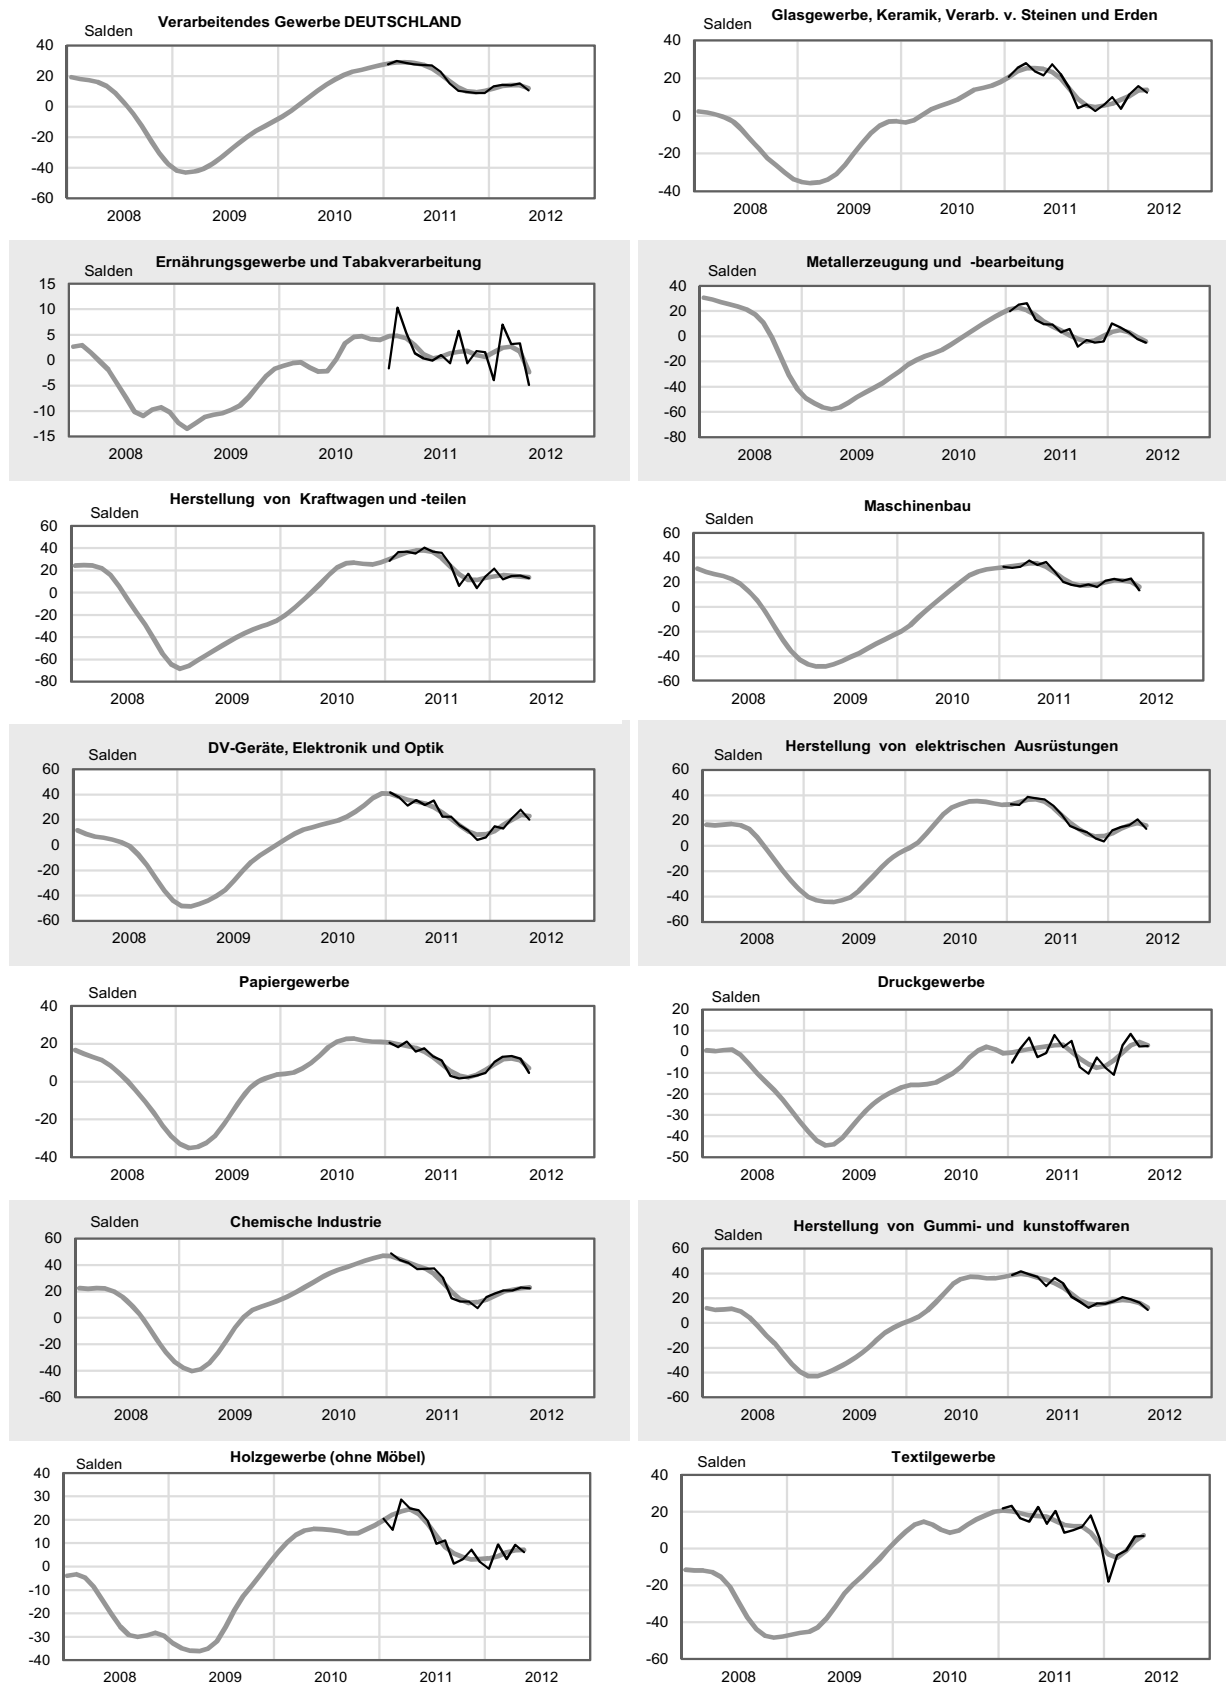 Verarbeitendes Gewerbe DEUTSCHLAND
Salden
40
20
0
-20
-40
-60
2008 2009 2010 2011 2012
Glasgewerbe, Keramik, Verarb. v. Steinen und Erden
Salden
40
20
0
-20
-40
2008 2009 2010 2011 2012
Ernährungsgewerbe und Tabakverarbeitung
Salden
15
10
5
0
-5
-10
-15
2008 2009 2010 2011 2012
Metallerzeugung und -bearbeitung
Salden
40
20
0
-20
-40
-60
-80
2008 2009 2010 2011 2012
Herstellung von Kraftwagen und -teilen
Salden
60
40
20
0
-20
-40
-60
-80
2008 2009 2010 2011 2012
Maschinenbau
Salden
60
40
20
0
-20
-40
-60
2008 2009 2010 2011 2012
DV-Geräte, Elektronik und Optik
Salden
60
40
20
0
-20
-40
-60
2008 2009 2010 2011 2012
Herstellung von elektrischen Ausrüstungen
Salden
60
40
20
0
-20
-40
-60
2008 2009 2010 2011 2012
Papiergewerbe
Salden
40
20
0
-20
-40
2008 2009 2010 2011 2012
Druckgewerbe
Salden
20
10
0
-10
-20
-30
-40
-50
2008 2009 2010 2011 2012
Chemische Industrie
Salden
60
40
20
0
-20
-40
-60
2008 2009 2010 2011 2012
Herstellung von Gummi- und kunstoffwaren
Salden
60
40
20
0
-20
-40
-60
2008 2009 2010 2011 2012
Holzgewerbe (ohne Möbel)
Salden
40
30
20
10
0
-10
-20
-30
-40
2008 2009 2010 2011 2012
Textilgewerbe
Salden
40
20
0
-20
-40
-60
2008 2009 2010 2011 2012